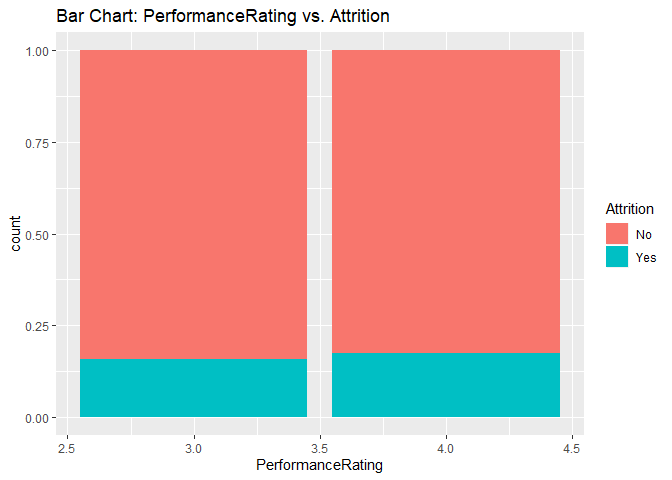 Bar Chart: PerformanceRating vs. Attrition
1.00
0.75
0.50
0.25
0.00
count
2.5 3.0 3.5 4.0 4.5
PerformanceRating
Attrition
No
Yes